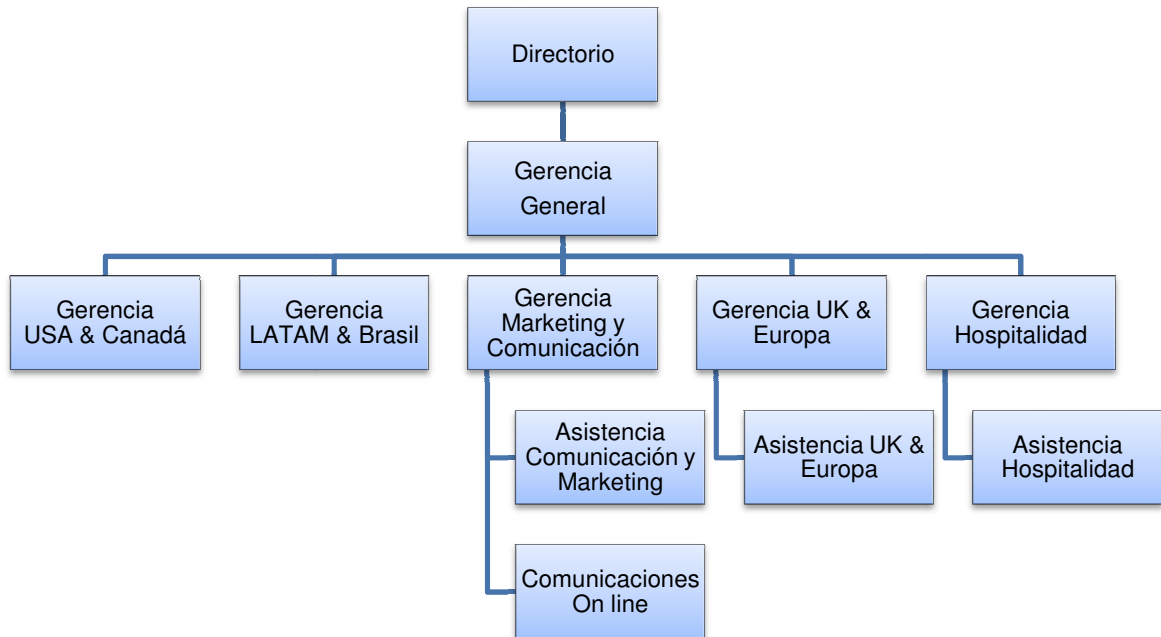 Directorio
Gerencia
General
Gerencia
USA & Canadá
Gerencia
LATAM & Brasil
Gerencia
Marketing y
Comunicación
Gerencia UK &
Europa
Gerencia
Hospitalidad
Asistencia
Comunicación y
Marketing
Asistencia UK &
Europa
Asistencia
Hospitalidad
Comunicaciones
On line